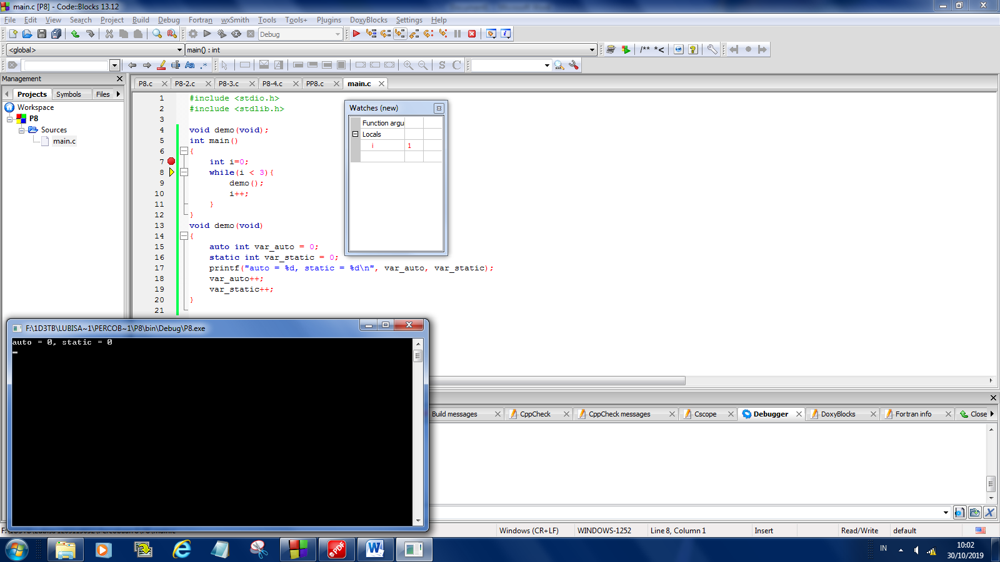 main.c [P8] - Code::Blocks 13.12
File Edit View Search Project Build Debug Fortran wxSmith Tools Tools+ Plugins DoxyBlocks Settings Help
Debug
<global> main() : int
/** *<
Management
Projects Symbols Files
Workspace
P8
Sources
main.c
P8.c P8-2.c P8-3.c P8-4.c PP8.c main.c
1 #include <stdio.h>
2 #include <stdlib.h>
3
4 void demo(void);
5 int main()
6 {
7 int i=0;
8 while(i < 3){
9 demo();
10 i++;
11 }
12 }
13 void demo(void)
14 {
15 auto int var_auto = 0;
16 static int var_static = 0;
17 printf("auto = %d, static = %d\n", var_auto, var_static);
18 var_auto++;
19 var_static++;
20 }
21
Watches (new)
Function argu
Locals
i 1
F:\1D3TB\LUBISA~1\PERCOB~1\P8\bin\Debug\P8.exe
auto = 0, static = 0
Build messages CppCheck CppCheck messages Cscope Debugger DoxyBlocks Fortran info Close
Windows (CR+LF) WINDOWS-1252 Line 8, Column 1 Insert Read/Write default
PDF
IN
10:02
30/10/2019